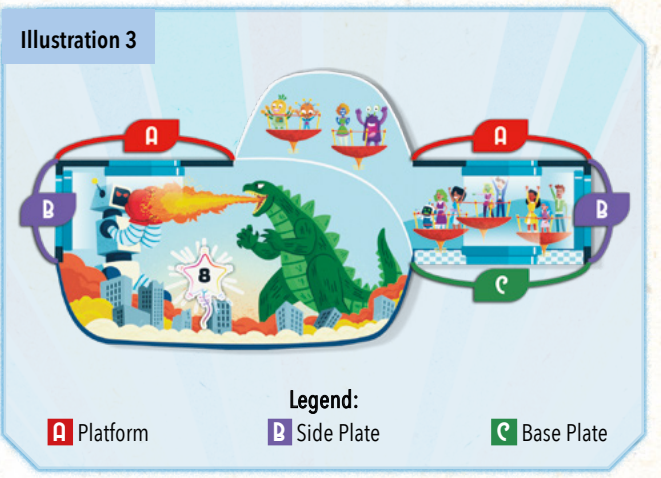 Illustration 3
A
A
B
B
8
C
Legend:
A Platform
B Side Plate
C Base Plate